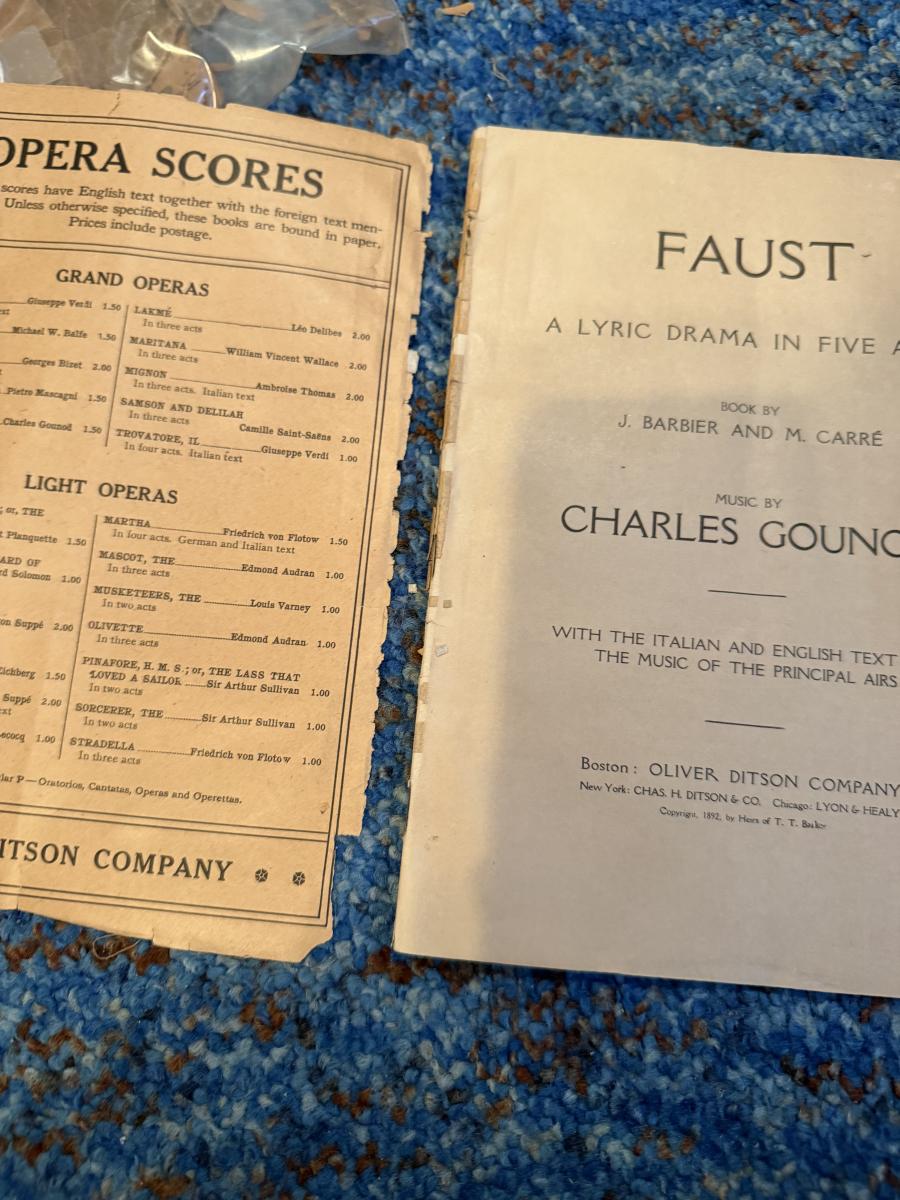 OPERA SCORES
scores have English text together with the foreign text men-
Unless otherwise specified, these books are bound in paper.
Prices include postage.
GRAND OPERAS
Giuseppe Verdi 1.50
Michael W. Balfe 1.50
Georges Bizet 2.00
Pietro Mascagni 1.50
Charles Gounod 1.50
LAKMÉ Léo Delibes 2.00
In three acts
MARITANA William Vincent Wallace 2.00
In three acts
MIGNON Ambroise Thomas 2.00
In three acts. Italian text
SAMSON AND DELILAH
In three acts Camille Saint-Saëns 2.00
TROVATORE, IL Giuseppe Verdi 1.00
In four acts. Italian text
LIGHT OPERAS
; or, THE
t Planquette 1.50
ARD OF
rd Solomon 1.00
on Suppé 2.00
Eichberg 1.50
Suppé 2.00
ext
ecocq 1.00
MARTHA Friedrich von Flotow 1.50
In four acts. German and Italian text
MASCOT, THE Edmond Audran 1.00
In three acts
MUSKETEERS, THE Louis Varney 1.00
In two acts
OLIVETTE Edmond Audran 1.00
In three acts
PINAFORE, H. M. S.; or, THE LASS THAT
LOVED A SAILOR Sir Arthur Sullivan 1.00
In two acts
SORCERER, THE Sir Arthur Sullivan 1.00
In two acts
STRADELLA Friedrich von Flotow 1.00
In three acts
lar P—Oratorios, Cantatas, Operas and Operettas.
ITSON COMPANY
FAUST
A LYRIC DRAMA IN FIVE A
BOOK BY
J. BARBIER AND M. CARRÉ
MUSIC BY
CHARLES GOUNO
WITH THE ITALIAN AND ENGLISH TEXT
THE MUSIC OF THE PRINCIPAL AIRS
Boston: OLIVER DITSON COMPANY
New York: CHAS. H. DITSON & CO. Chicago: LYON & HEALY
Copyright, 1892, by Heirs of T. T. Barker